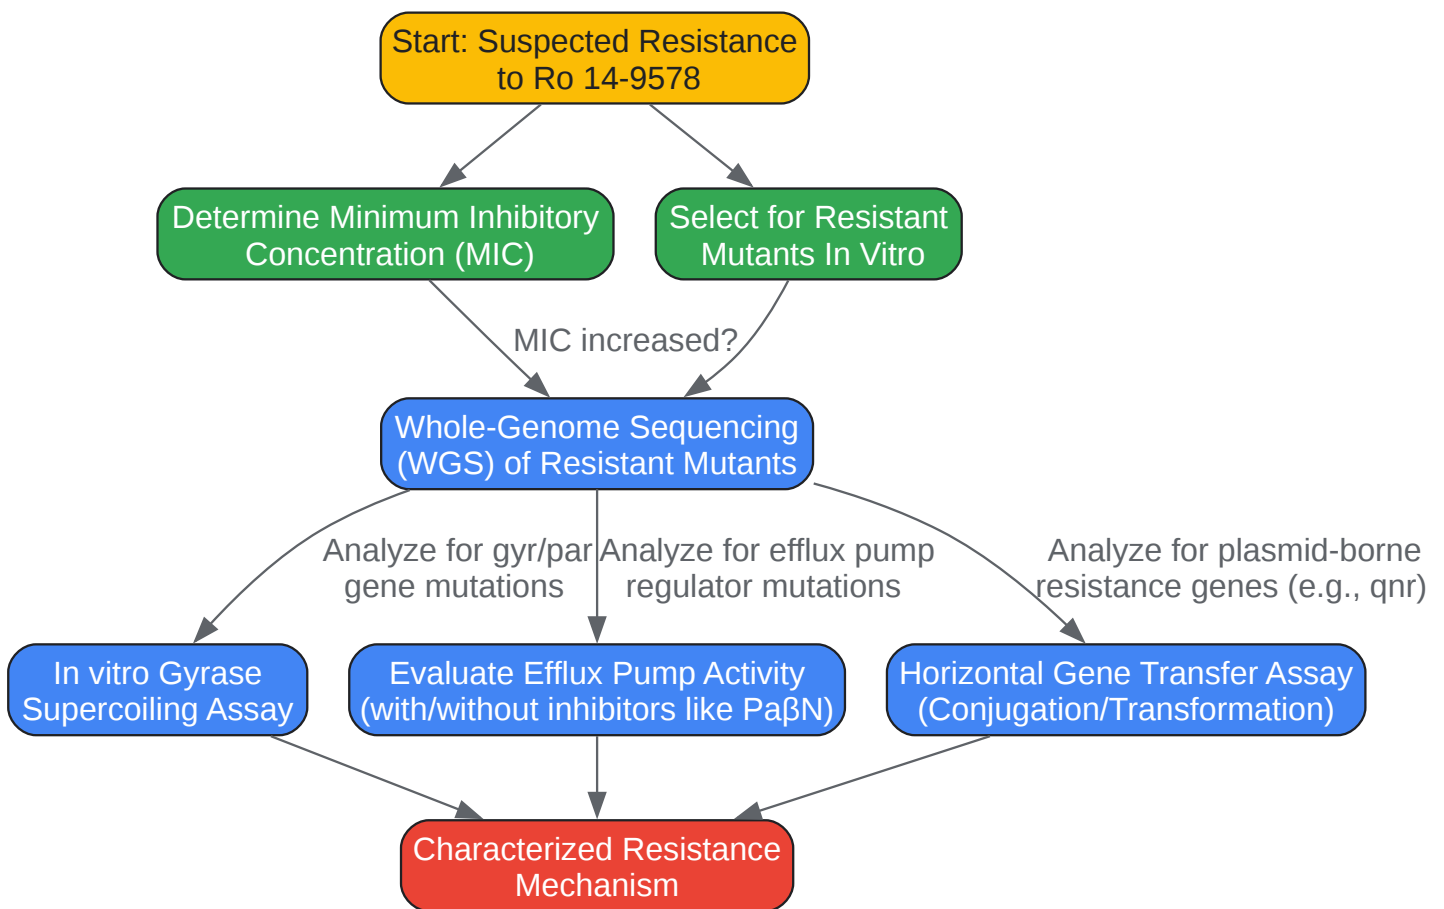 Start: Suspected Resistance
to Ro 14-9578
Determine Minimum Inhibitory
Concentration (MIC)
Select for Resistant
Mutants In Vitro
MIC increased?
Whole-Genome Sequencing
(WGS) of Resistant Mutants
Analyze for gyr/par
gene mutations
Analyze for efflux pump
regulator mutations
Analyze for plasmid-borne
resistance genes (e.g., qnr)
In vitro Gyrase
Supercoiling Assay
Evaluate Efflux Pump Activity
(with/without inhibitors like PaβN)
Horizontal Gene Transfer Assay
(Conjugation/Transformation)
Characterized Resistance
Mechanism